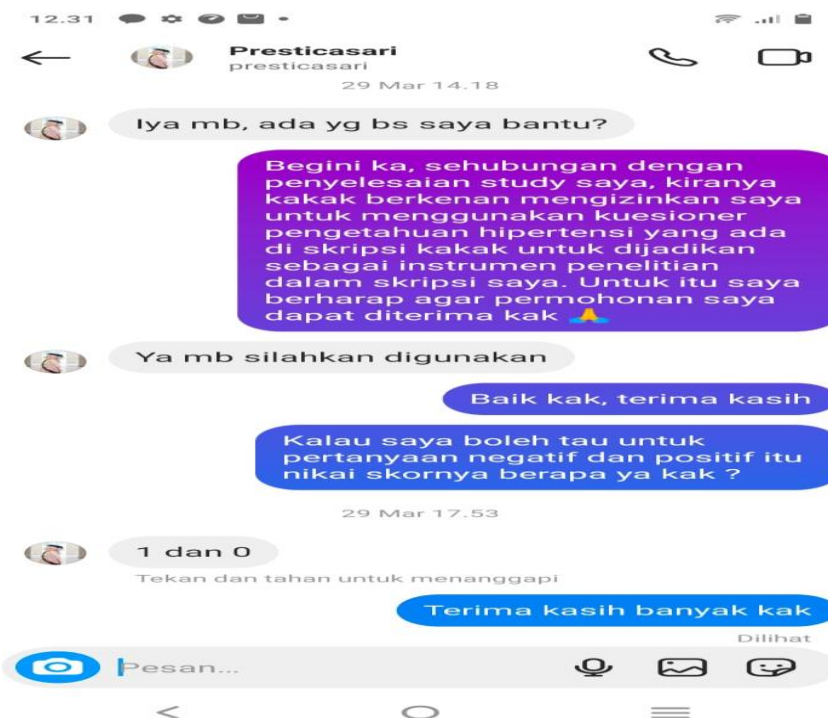 12.31
Presticasari
presticasari
29 Mar 14.18
Iya mb, ada yg bs saya bantu?
Begini ka, sehubungan dengan
penyelesaian study saya, kiranya
kakak berkenan mengizinkan saya
untuk menggunakan kuesioner
pengetahuan hipertensi yang ada
di skripsi kakak untuk dijadikan
sebagai instrumen penelitian
dalam skripsi saya. Untuk itu saya
berharap agar permohonan saya
dapat diterima kak 🙏
Ya mb silahkan digunakan
Baik kak, terima kasih
Kalau saya boleh tau untuk
pertanyaan negatif dan positif itu
nikai skornya berapa ya kak ?
29 Mar 17.53
1 dan 0
Tekan dan tahan untuk menanggapi
Terima kasih banyak kak
Dilihat
Pesan...